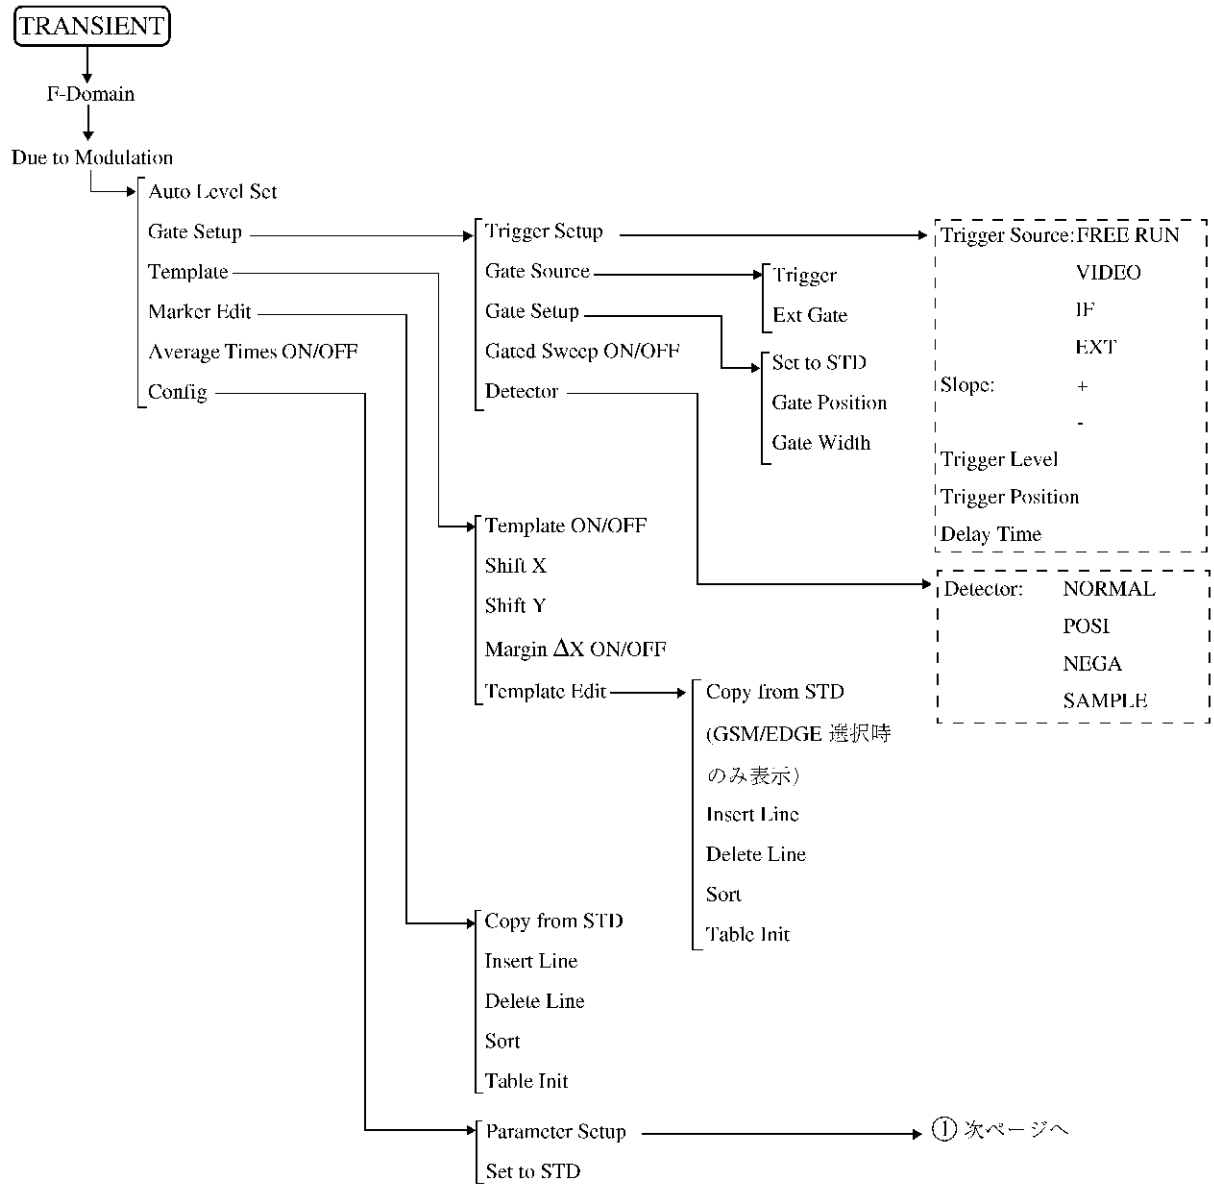 TRANSIENT
F-Domain
Due to Modulation
Auto Level Set
Gate Setup
Template
Marker Edit
Average Times ON/OFF
Config
Trigger Setup
Gate Source
Gate Setup
Gated Sweep ON/OFF
Detector
Trigger
Ext Gate
Set to STD
Gate Position
Gate Width
Trigger Source: FREE RUN
VIDEO
IF
EXT
Slope: +
-
Trigger Level
Trigger Position
Delay Time
Detector: NORMAL
POSI
NEGA
SAMPLE
Template ON/OFF
Shift X
Shift Y
Margin ΔX ON/OFF
Template Edit
Copy from STD
(GSM/EDGE 選択時
のみ表示)
Insert Line
Delete Line
Sort
Table Init
Copy from STD
Insert Line
Delete Line
Sort
Table Init
Parameter Setup
Set to STD
① 次ページへ